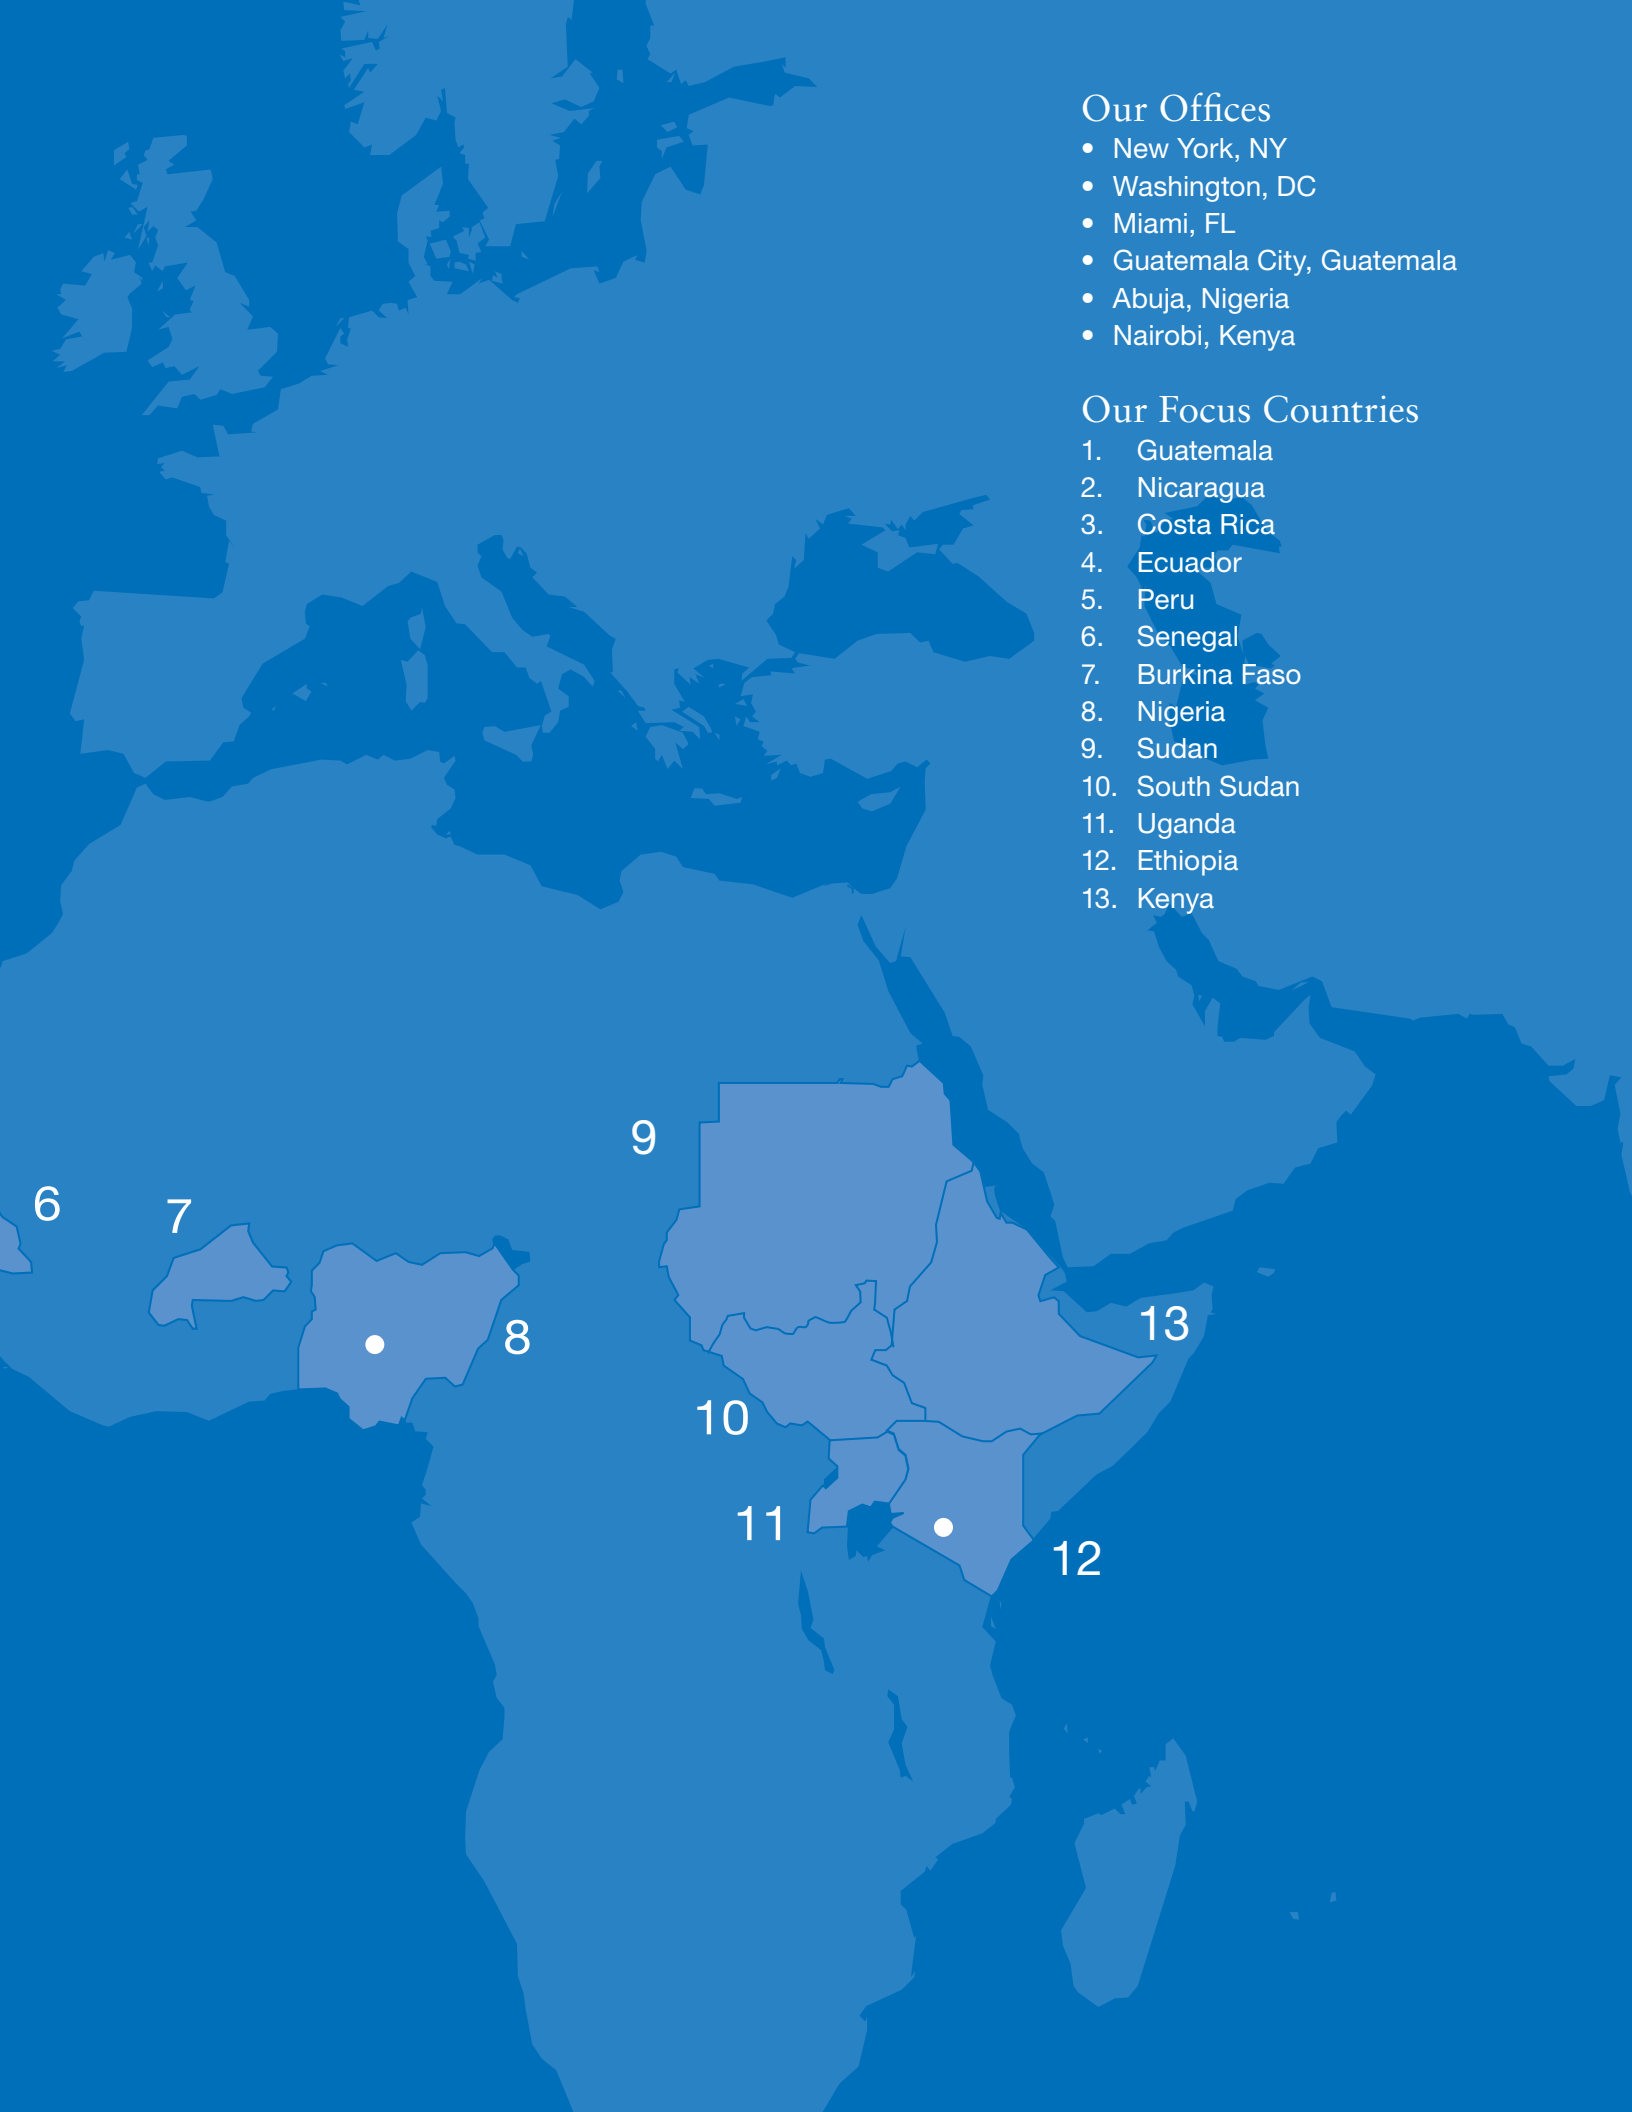 Our Offices
• New York, NY
• Washington, DC
• Miami, FL
• Guatemala City, Guatemala
• Abuja, Nigeria
• Nairobi, Kenya
Our Focus Countries
1. Guatemala
2. Nicaragua
3. Costa Rica
4. Ecuador
5. Peru
6. Senegal
7. Burkina Faso
8. Nigeria
9. Sudan
10. South Sudan
11. Uganda
12. Ethiopia
13. Kenya
9
6
7
13
8
10
11
12